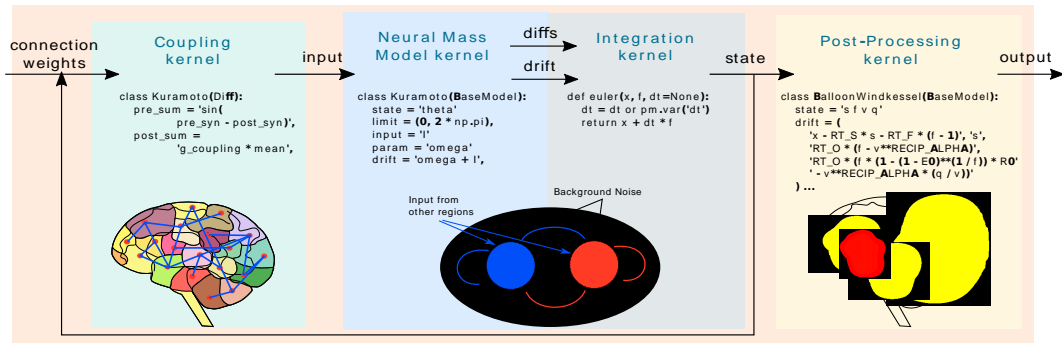 connection
weights
Coupling
kernel
class Kuramoto(Diff):
pre_sum = 'sin(
pre_syn - post_syn)',
post_sum =
'g_coupling * mean',
input
Neural Mass
Model kernel
class Kuramoto(BaseModel):
state = 'theta'
limit = (0, 2 * np.pi),
input = 'I'
param = 'omega'
drift = 'omega + I',
diffs
drift
Integration
kernel
def euler(x, f, dt=None):
dt = dt or pm.var('dt')
return x + dt * f
Input from
other regions
Background Noise
state
Post-Processing
kernel
class BalloonWindkessel(BaseModel):
state = 's f v q'
drift = (
'x - RT_S * s - RT_F * (f - 1)', 's',
'RT_O * (f - v**RECIP_ALPHA)',
'RT_O * (f * (1 - (1 - E0)**(1 / f)) * R0'
' - v**RECIP_ALPHA * (q / v))'
) ...
output